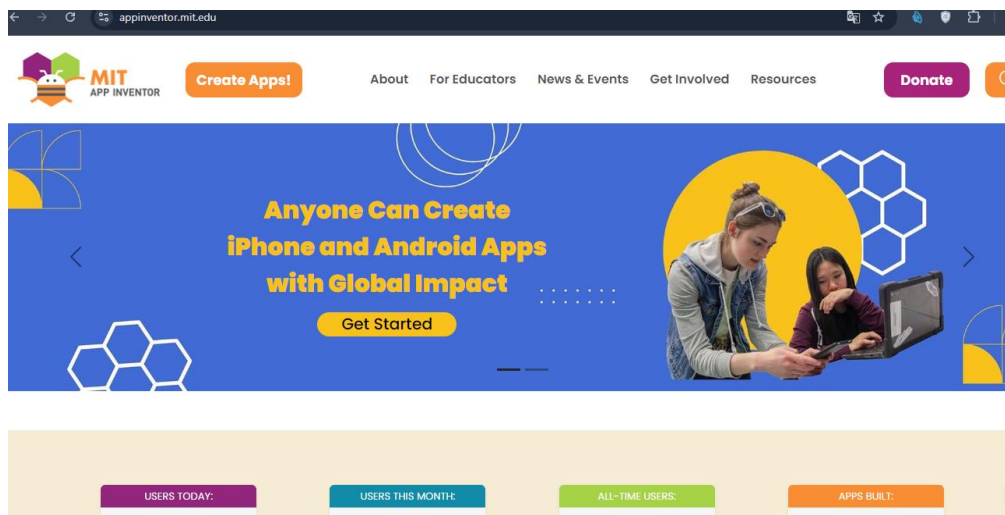 appinventor.mit.edu
MIT
APP INVENTOR
Create Apps!
About
For Educators
News & Events
Get Involved
Resources
Donate
Anyone Can Create
iPhone and Android Apps
with Global Impact
Get Started
USERS TODAY:
USERS THIS MONTH:
ALL-TIME USERS:
APPS BUILT: